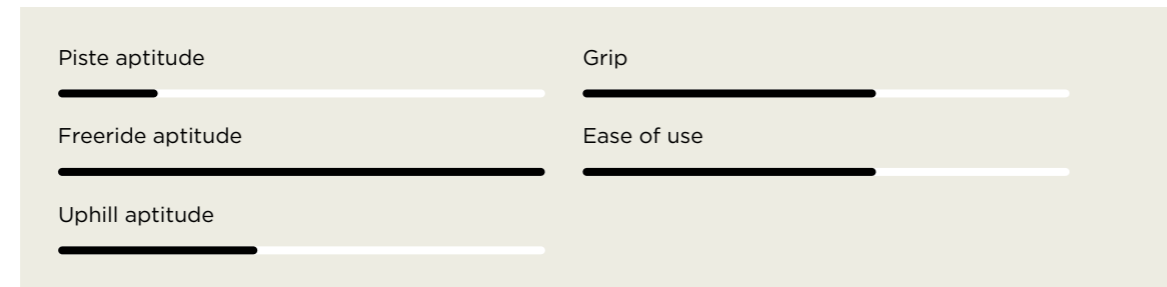 Piste aptitude
Grip
Freeride aptitude
Ease of use
Uphill aptitude